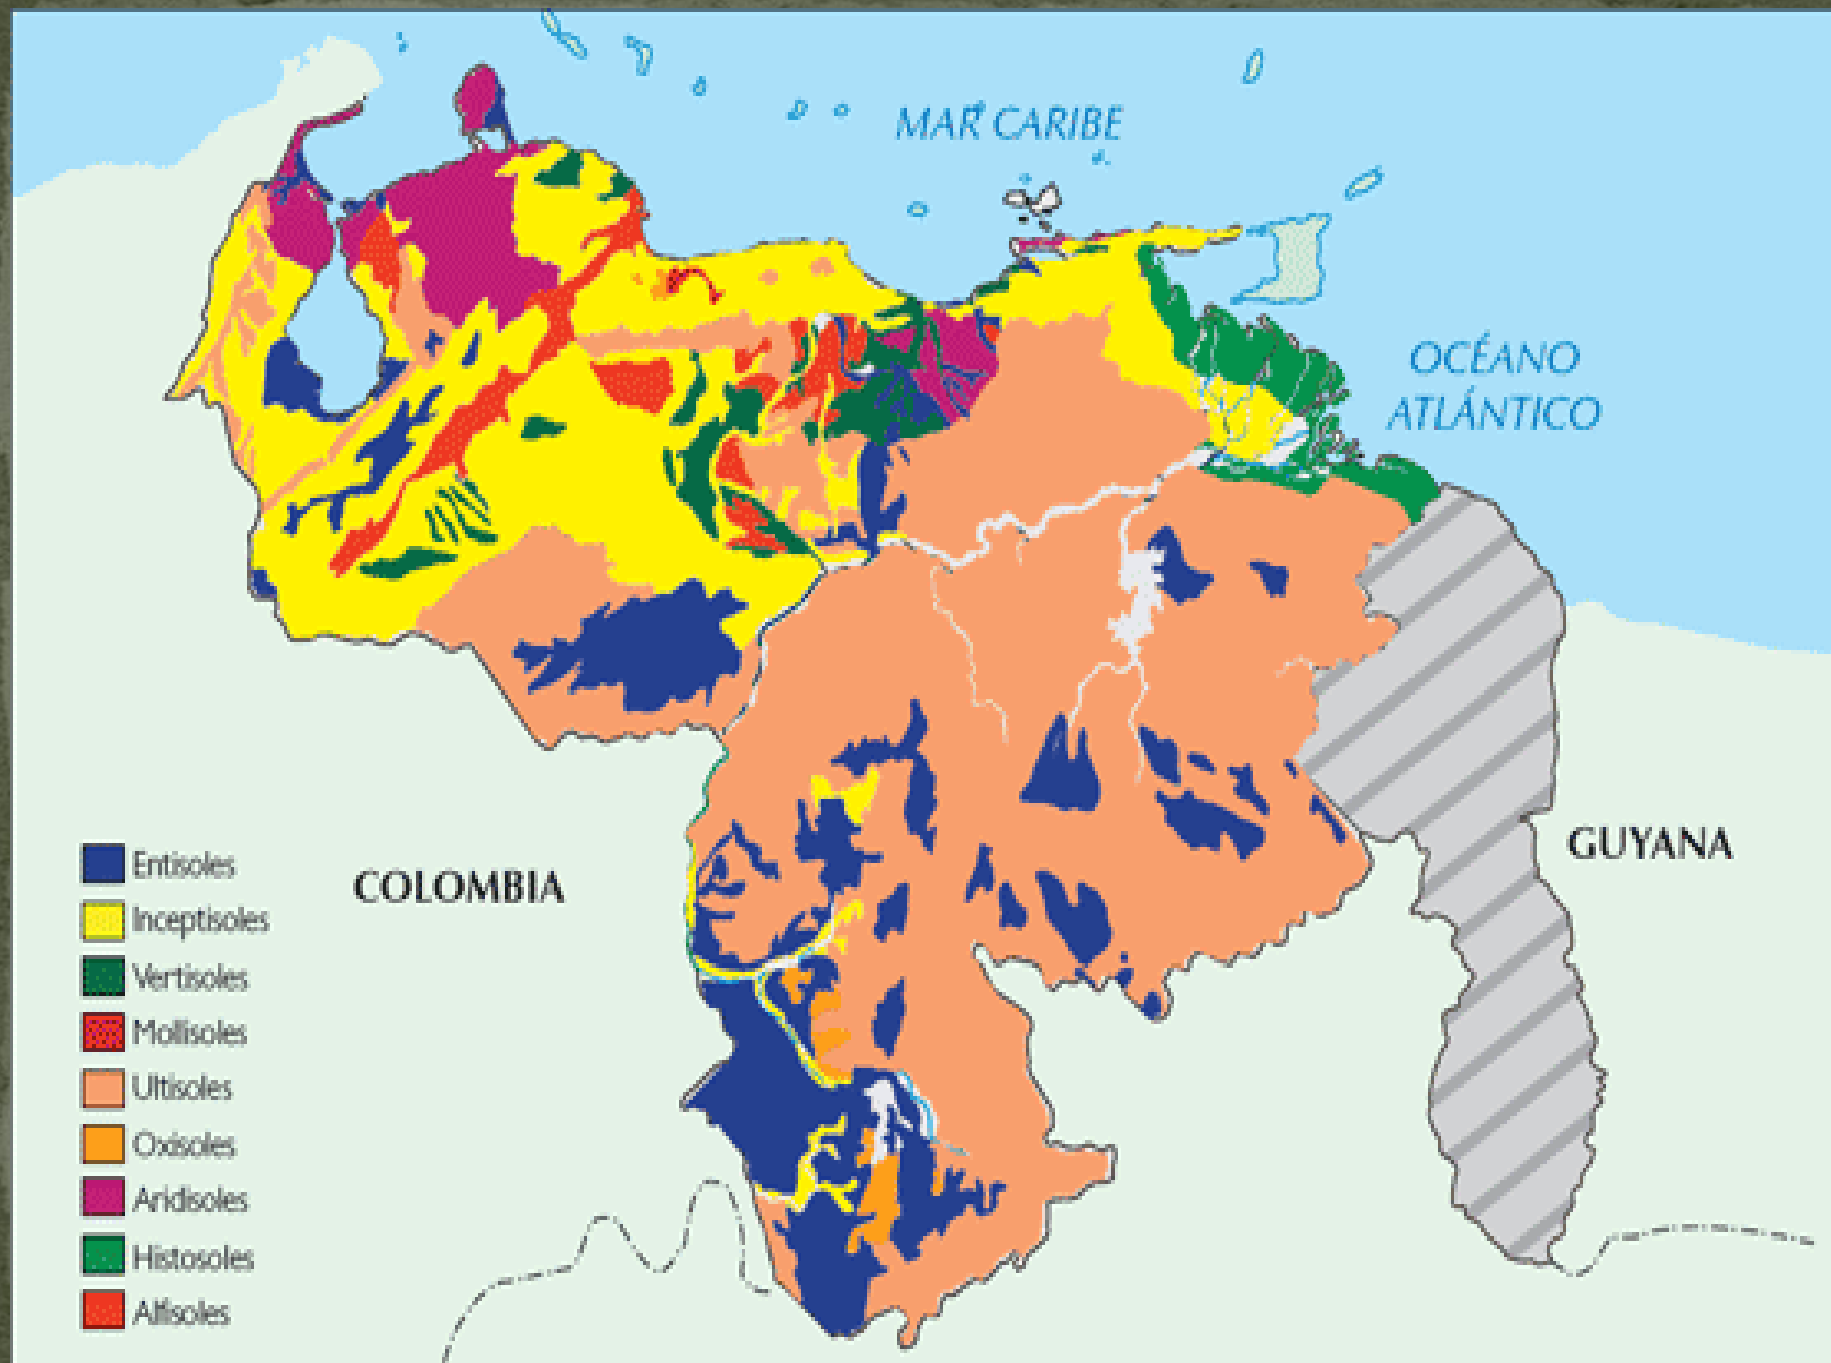 MAR CARIBE
OCÉANO
ATLÁNTICO
GUYANA
COLOMBIA
Entisoles
Inceptisoles
Vertisoles
Mollisoles
Ultisoles
Oxisoles
Aridisoles
Histosoles
Alfisoles